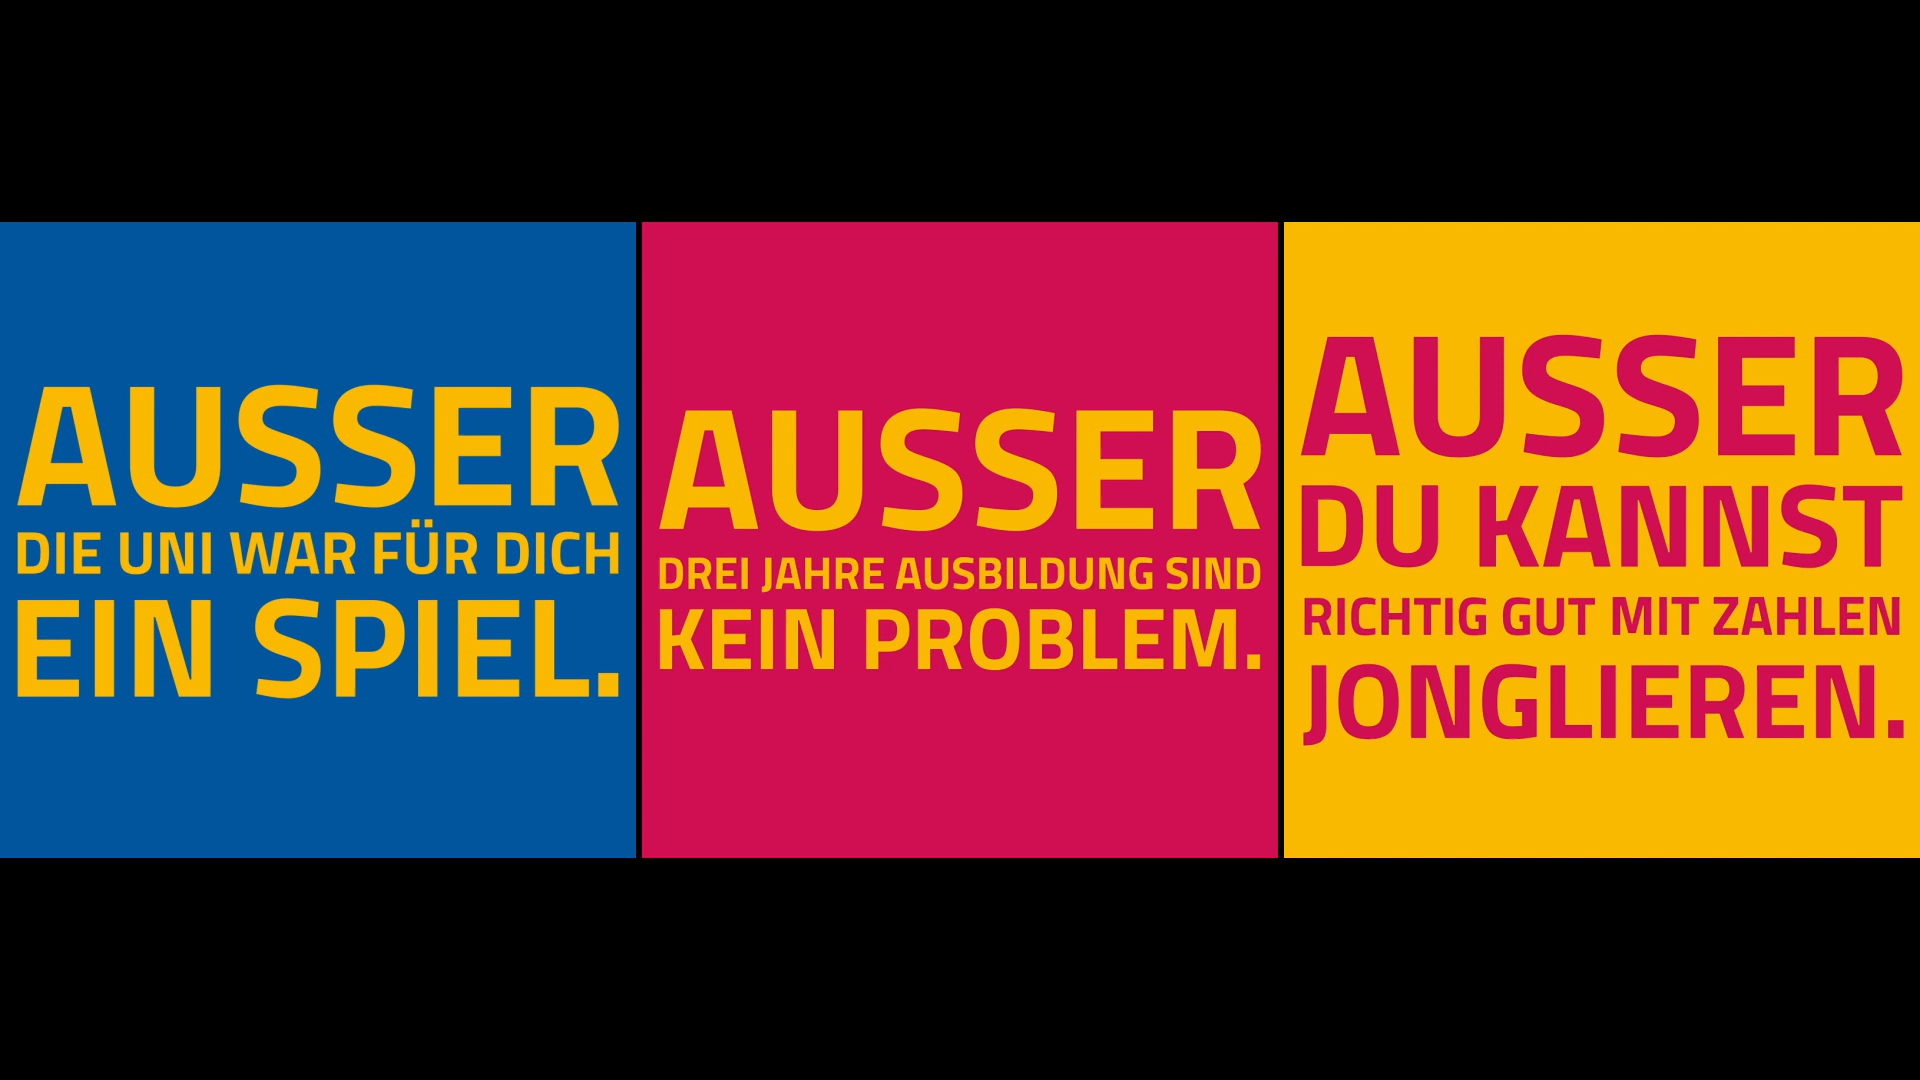 AUSSER
DIE UNI WAR FÜR DICH
EIN SPIEL.
AUSSER
DREI JAHRE AUSBILDUNG SIND
KEIN PROBLEM.
AUSSER
DU KANNST
RICHTIG GUT MIT ZAHLEN
JONGLIEREN.